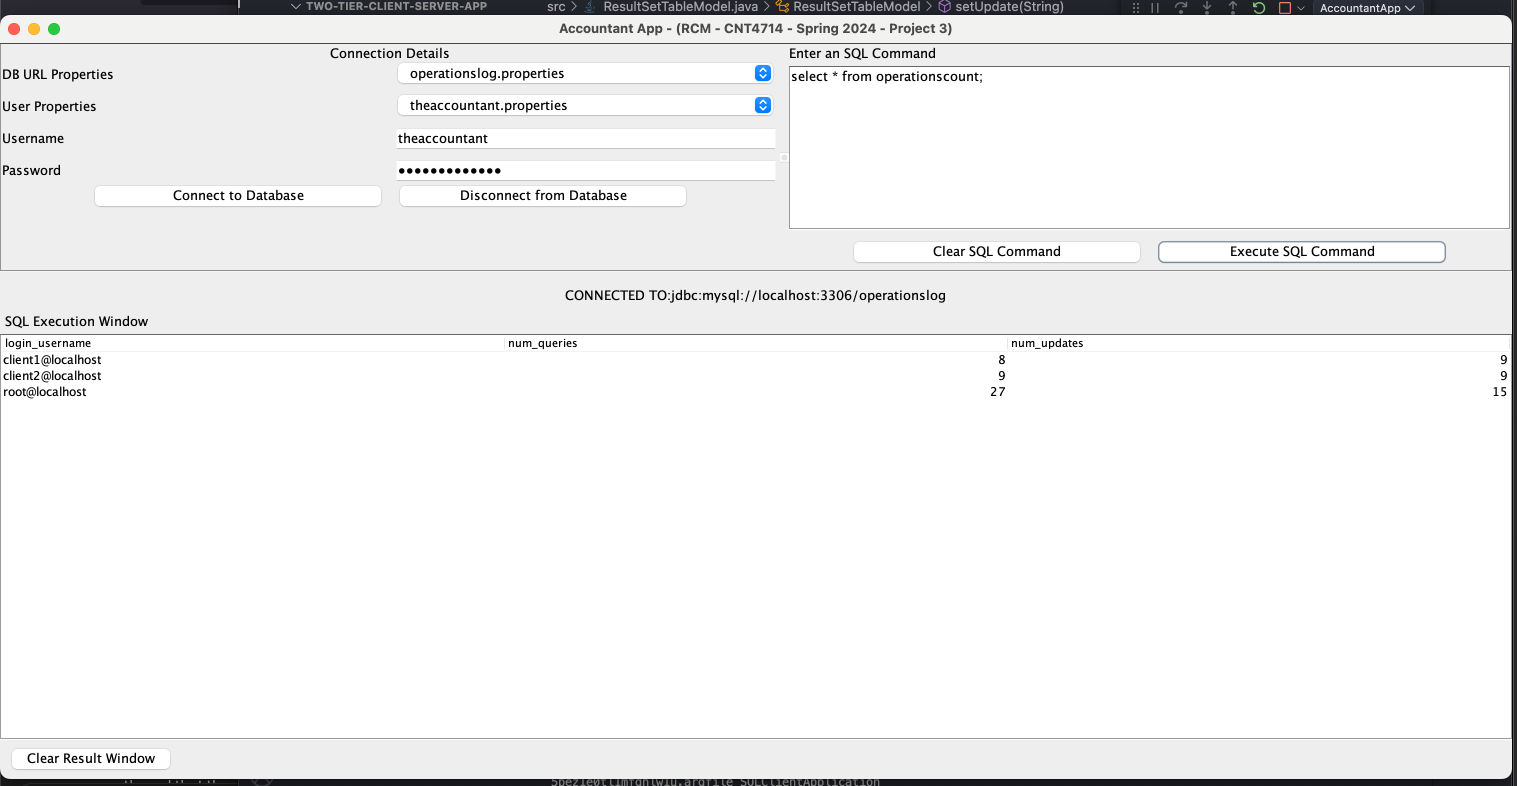 TWO-TIER-CLIENT-SERVER-APP
src > ResultSetTableModel.java > ResultSetTableModel > setUpdate(String)
AccountantApp
Accountant App - (RCM - CNT4714 - Spring 2024 - Project 3)
Connection Details
DB URL Properties
operationslog.properties
User Properties
theaccountant.properties
Username
theaccountant
Password
•••••••••••••
Connect to Database
Disconnect from Database
Enter an SQL Command
select * from operationscount;
Clear SQL Command
Execute SQL Command
CONNECTED TO:jdbc:mysql://localhost:3306/operationslog
SQL Execution Window
login_username num_queries num_updates
client1@localhost 8 9
client2@localhost 9 9
root@localhost 27 15
Clear Result Window
SQLClientApplication